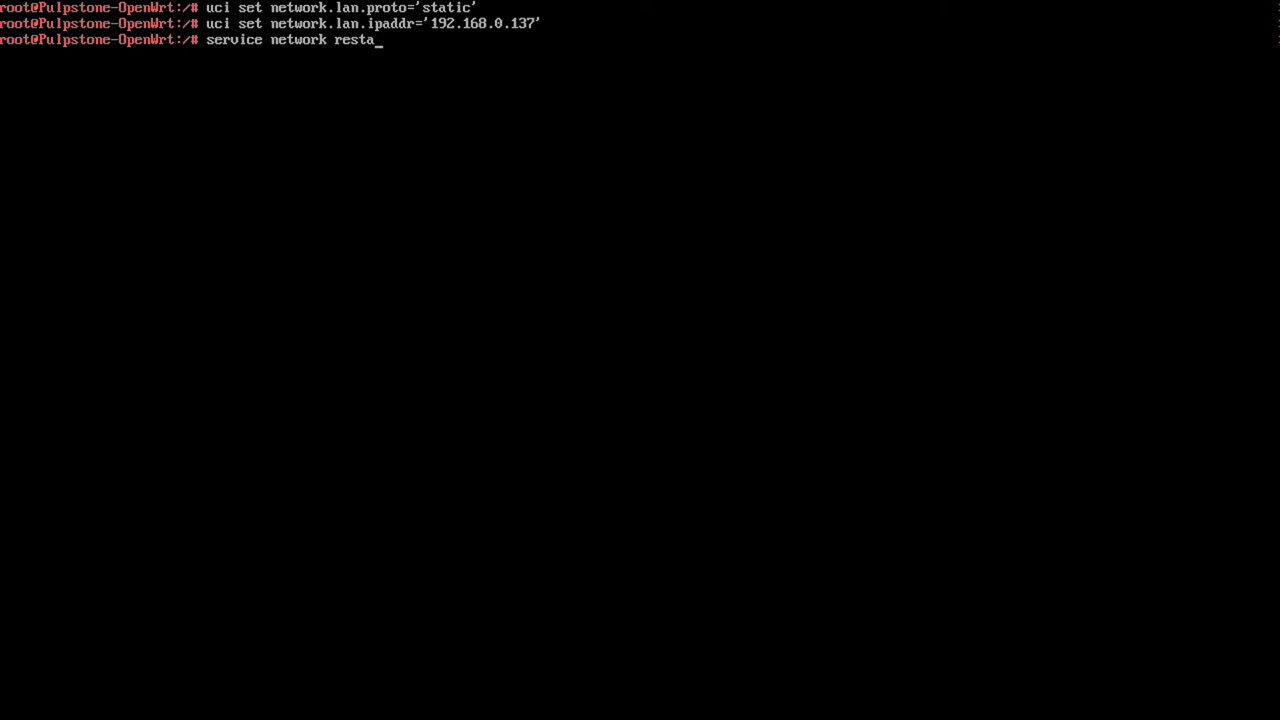 root@Pulpstone-OpenWrt:/# uci set network.lan.proto='static'
root@Pulpstone-OpenWrt:/# uci set network.lan.ipaddr='192.168.0.137'
root@Pulpstone-OpenWrt:/# service network resta_